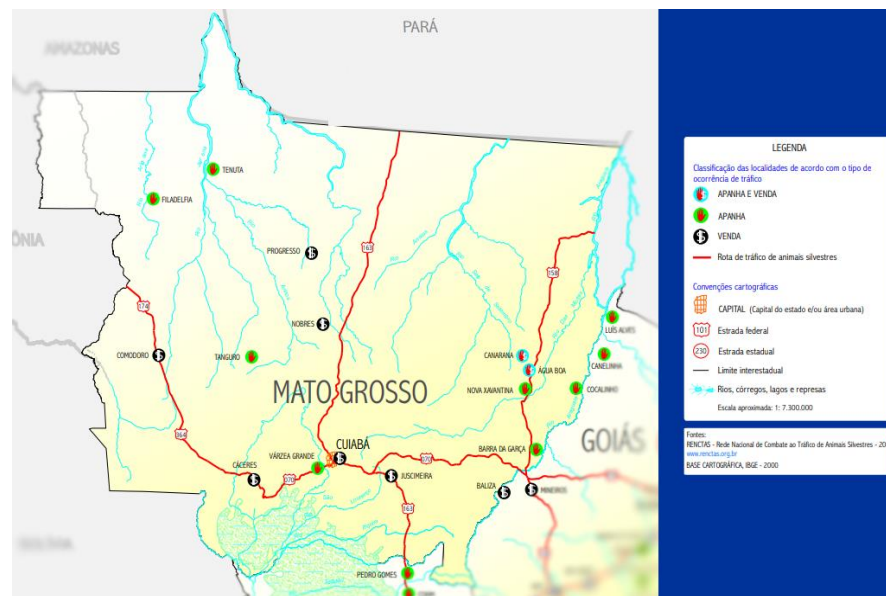 PARÁ
AMAZONAS
TENUTA
FILADELFIA
ÔNIA
PROGRESSO
163
158
174
NOBRES
LUIS ALVES
COMODORO
TANGURO
CANARANA
CANELINHA
AGUA BOA
MATO GROSSO
NOVA XAVANTINA
COCALINHO
364
CUIABÁ
GOIÁS
VÁRZEA GRANDE
070
BARRA DA GARÇA
CÁCERES
070
JUSCIMEIRA
BALIZA
MINEIROS
163
BOLÍVIA
PEDRO GOMES
LEGENDA
Classificação das localidades de acordo com o tipo de
ocorrência de tráfico
APANHA E VENDA
APANHA
VENDA
Rota de tráfico de animais silvestres
Convenções cartográficas
CAPITAL (Capital do estado e/ou área urbana)
101 Estrada federal
230 Estrada estadual
Limite interestadual
Rios, córregos, lagos e represas
Escala aproximada: 1: 7.300,000
Fontes:
RENCTAS - Rede Nacional de Combate ao Tráfico de Animais Silvestres - 20
www.renctas.org.br
BASE CARTOGRÁFICA, IBGE - 2000